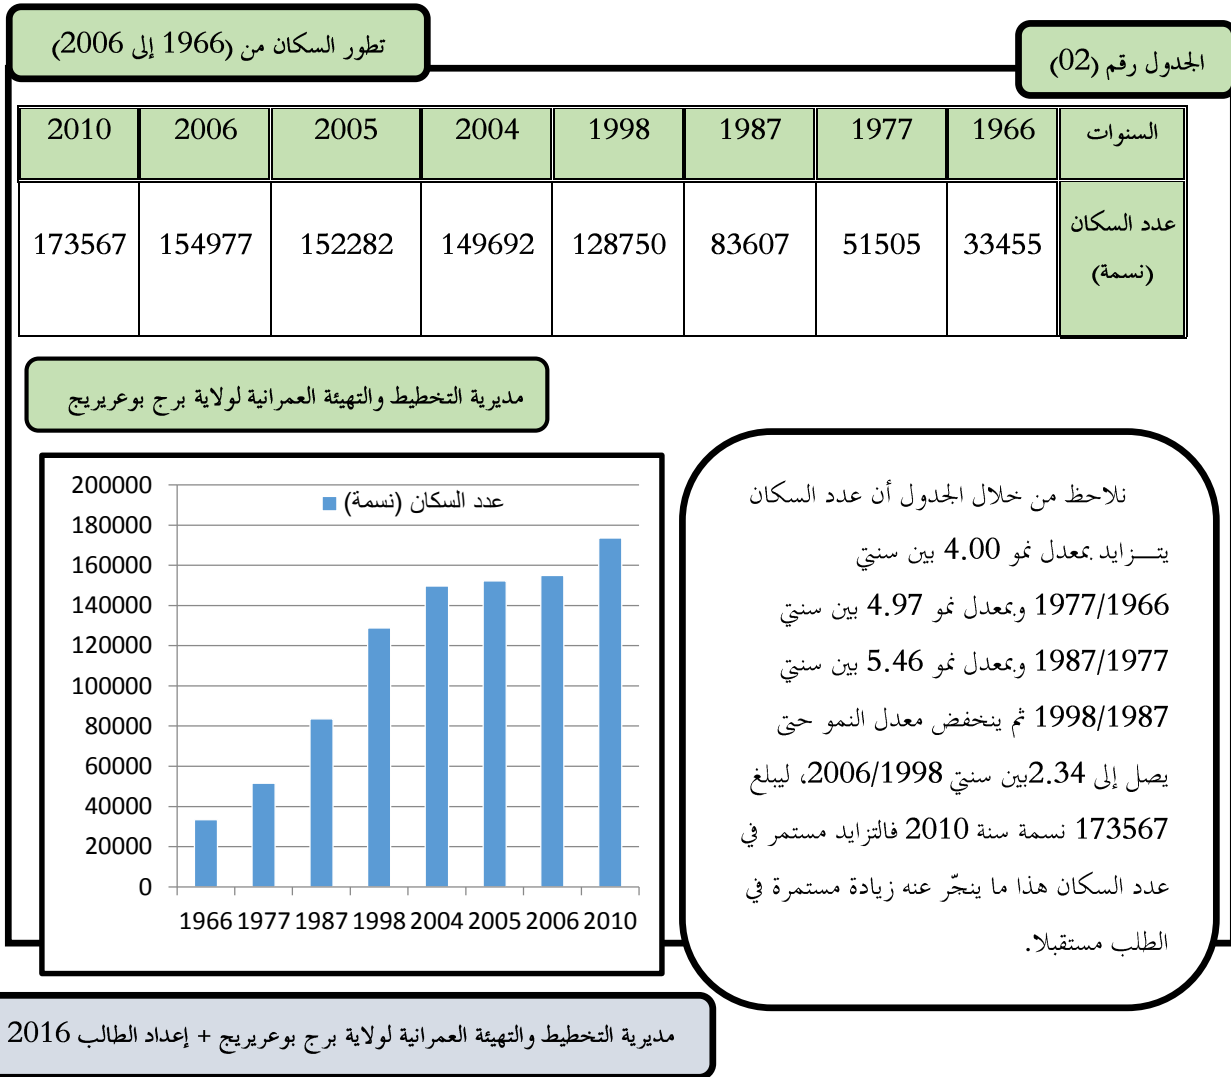 الجدول رقم (02)
تطور السكان من (1966 إلى 2006)
السنوات 1966 1977 1987 1998 2004 2005 2006 2010
عدد السكان (نسمة) 33455 51505 83607 128750 149692 152282 154977 173567
مديرية التخطيط والتهيئة العمرانية لولاية برج بوعريريج
نلاحظ من خلال الجدول أن عدد السكان
يتـــزايد بمعدل نمو 4.00 بين سنتي
1977/1966 وبمعدل نمو 4.97 بين سنتي
1987/1977 وبمعدل نمو 5.46 بين سنتي
1998/1987 ثم ينخفض معدل النمو حتى
يصل إلى 2.34بين سنتي 2006/1998، ليبلغ
173567 نسمة سنة 2010 فالتزايد مستمر في
عدد السكان هذا ما ينجّر عنه زيادة مستمرة في
الطلب مستقبلا.
عدد السكان (نسمة)
200000
180000
160000
140000
120000
100000
80000
60000
40000
20000
0
1966 1977 1987 1998 2004 2005 2006 2010
مديرية التخطيط والتهيئة العمرانية لولاية برج بوعريريج + إعداد الطالب 2016